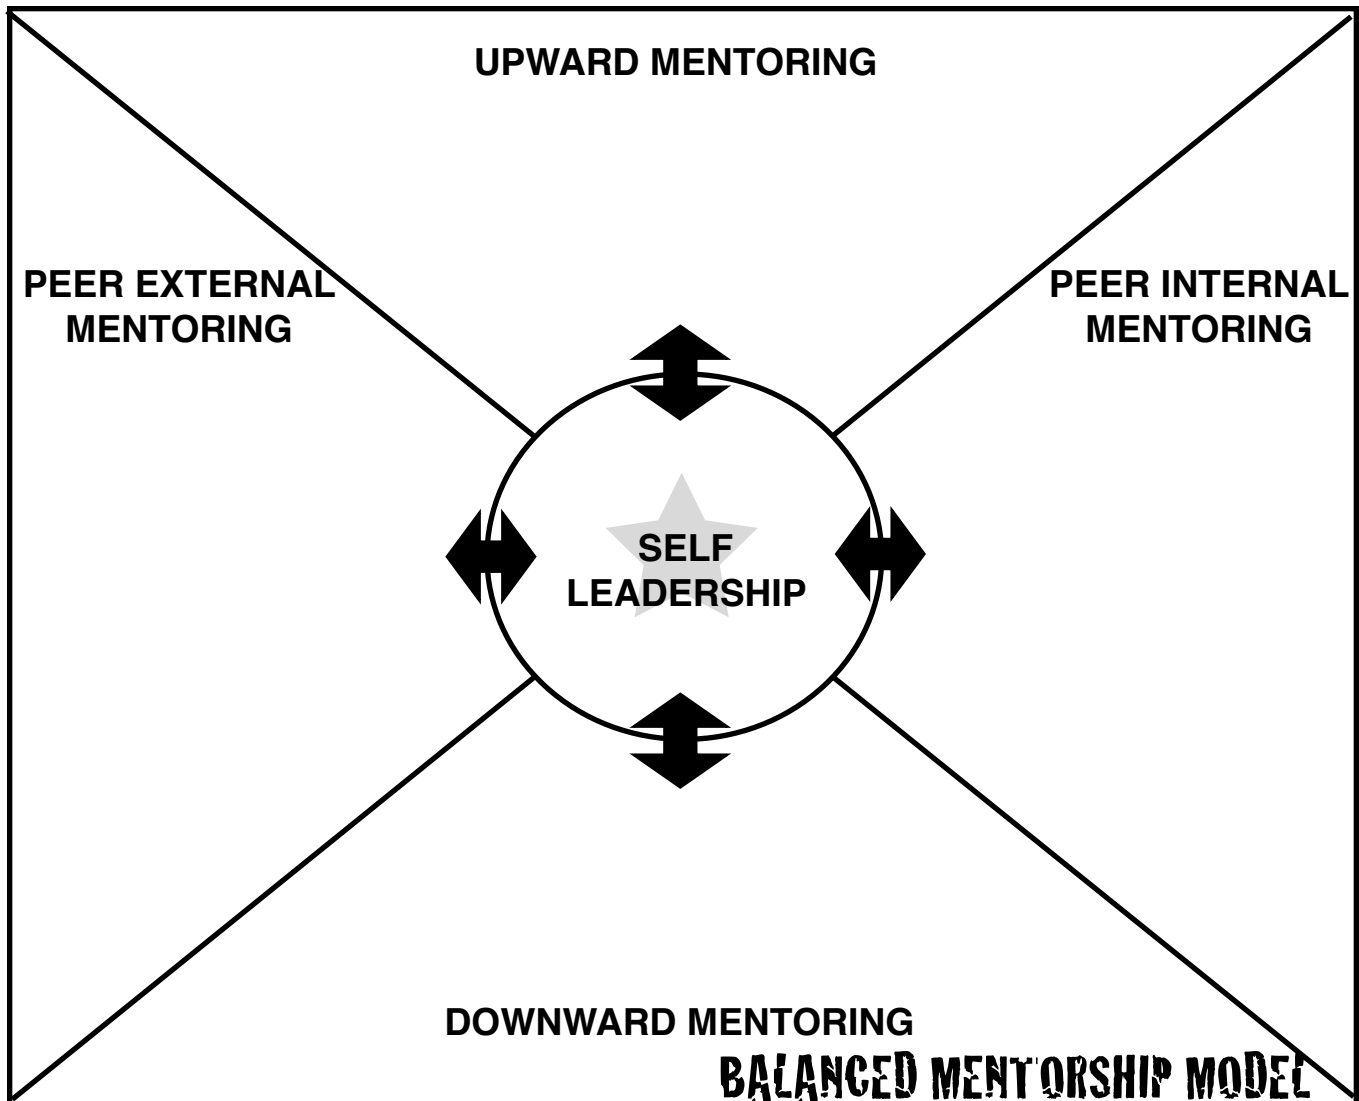 UPWARD MENTORING
PEER EXTERNAL
MENTORING
PEER INTERNAL
MENTORING
SELF
LEADERSHIP
DOWNWARD MENTORING
BALANCED MENTORSHIP MODEL